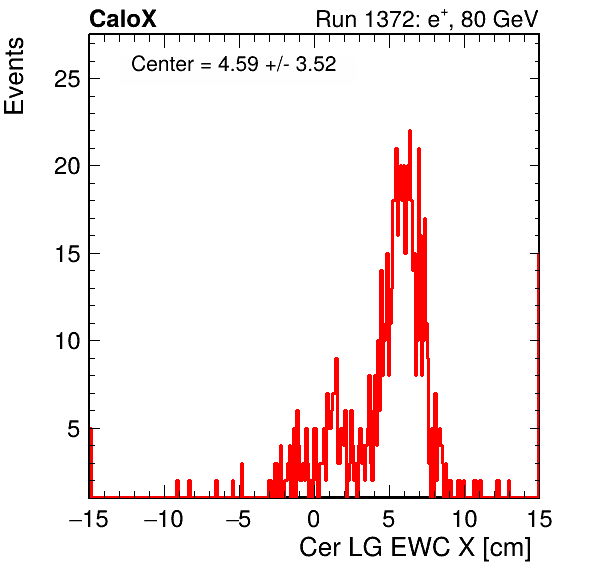 CaloX Run 1372: e+, 80 GeV
Center = 4.59 +/- 3.52
Events
25
20
15
10
5
−15 −10 −5 0 5 10 15
Cer LG EWC X [cm]